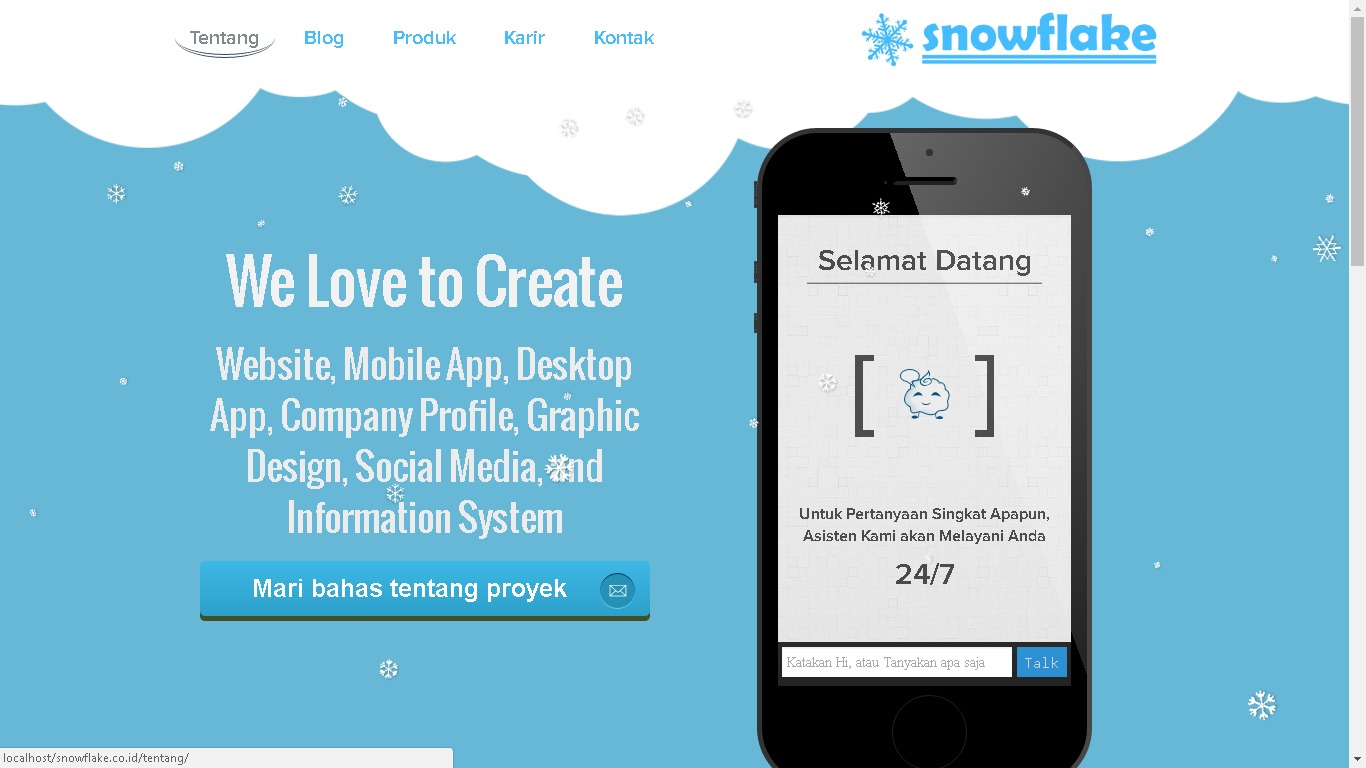 Tentang Blog Produk Karir Kontak
snowflake
We Love to Create
Website, Mobile App, Desktop
App, Company Profile, Graphic
Design, Social Media, and
Information System
Mari bahas tentang proyek
Selamat Datang
[ ]
Untuk Pertanyaan Singkat Apapun,
Asisten Kami akan Melayani Anda
24/7
Katakan Hi, atau Tanyakan apa saja
Talk
localhost/snowflake.co.id/tentang/